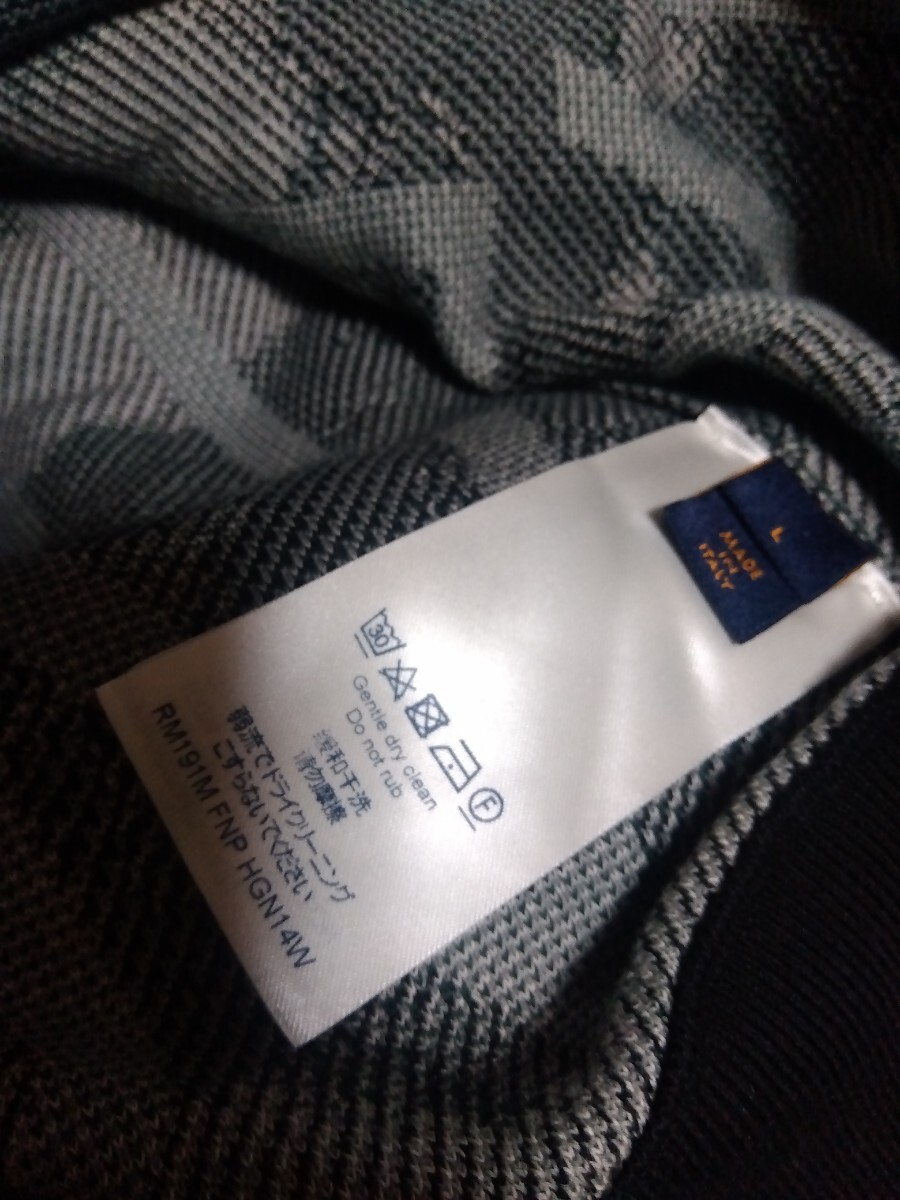 L
MADE
IN
ITALY
30
F
Gentle dry clean
Do not rub
缓和干洗
请勿摩擦
弱流でドライクリーニング
こすらないでください
RM191M FNP HGN14W